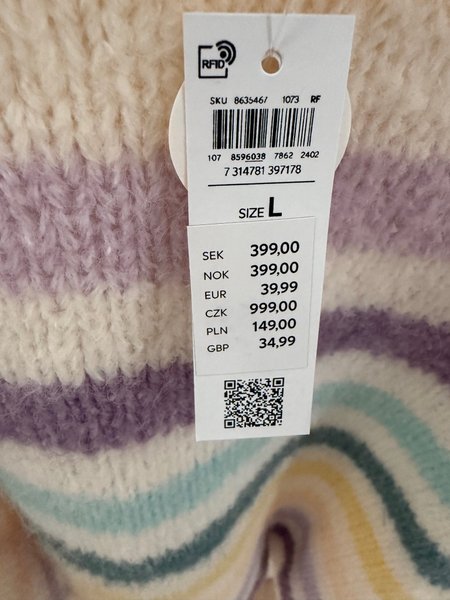 RFID
SKU 8635467 1073 RF
107 8596038 7862 2402
7 314781 397178
SIZE L
SEK 399,00
NOK 399,00
EUR 39,99
CZK 999,00
PLN 149,00
GBP 34,99